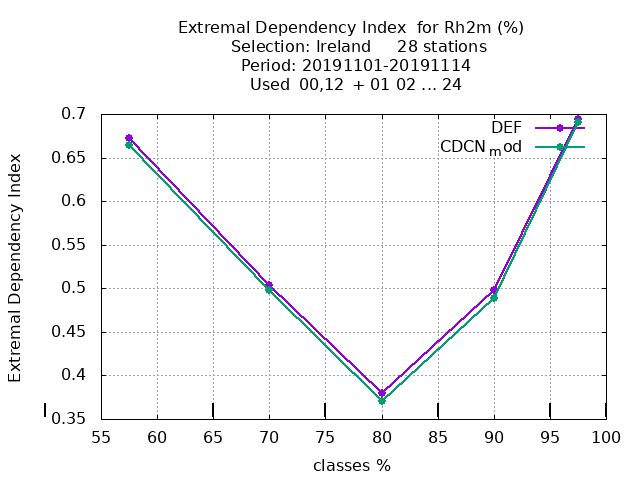 Extremal Dependency Index  for Rh2m (%)
Selection: Ireland     28 stations
Period: 20191101-20191114
Used  00,12  + 01 02 ... 24
DEF
CDCNmod
0.7
0.65
0.6
0.55
0.5
0.45
0.4
0.35
Extremal Dependency Index
55 60 65 70 75 80 85 90 95 100
classes %